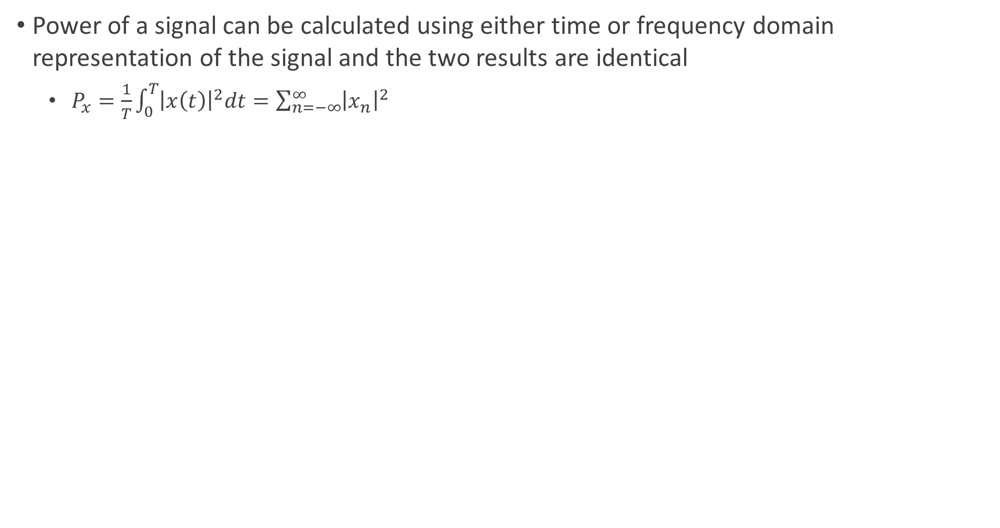 • Power of a signal can be calculated using either time or frequency domain
representation of the signal and the two results are identical
• $P_x = \frac{1}{T}\int_0^T |x(t)|^2 dt = \sum_{n=-\infty}^{\infty} |x_n|^2$